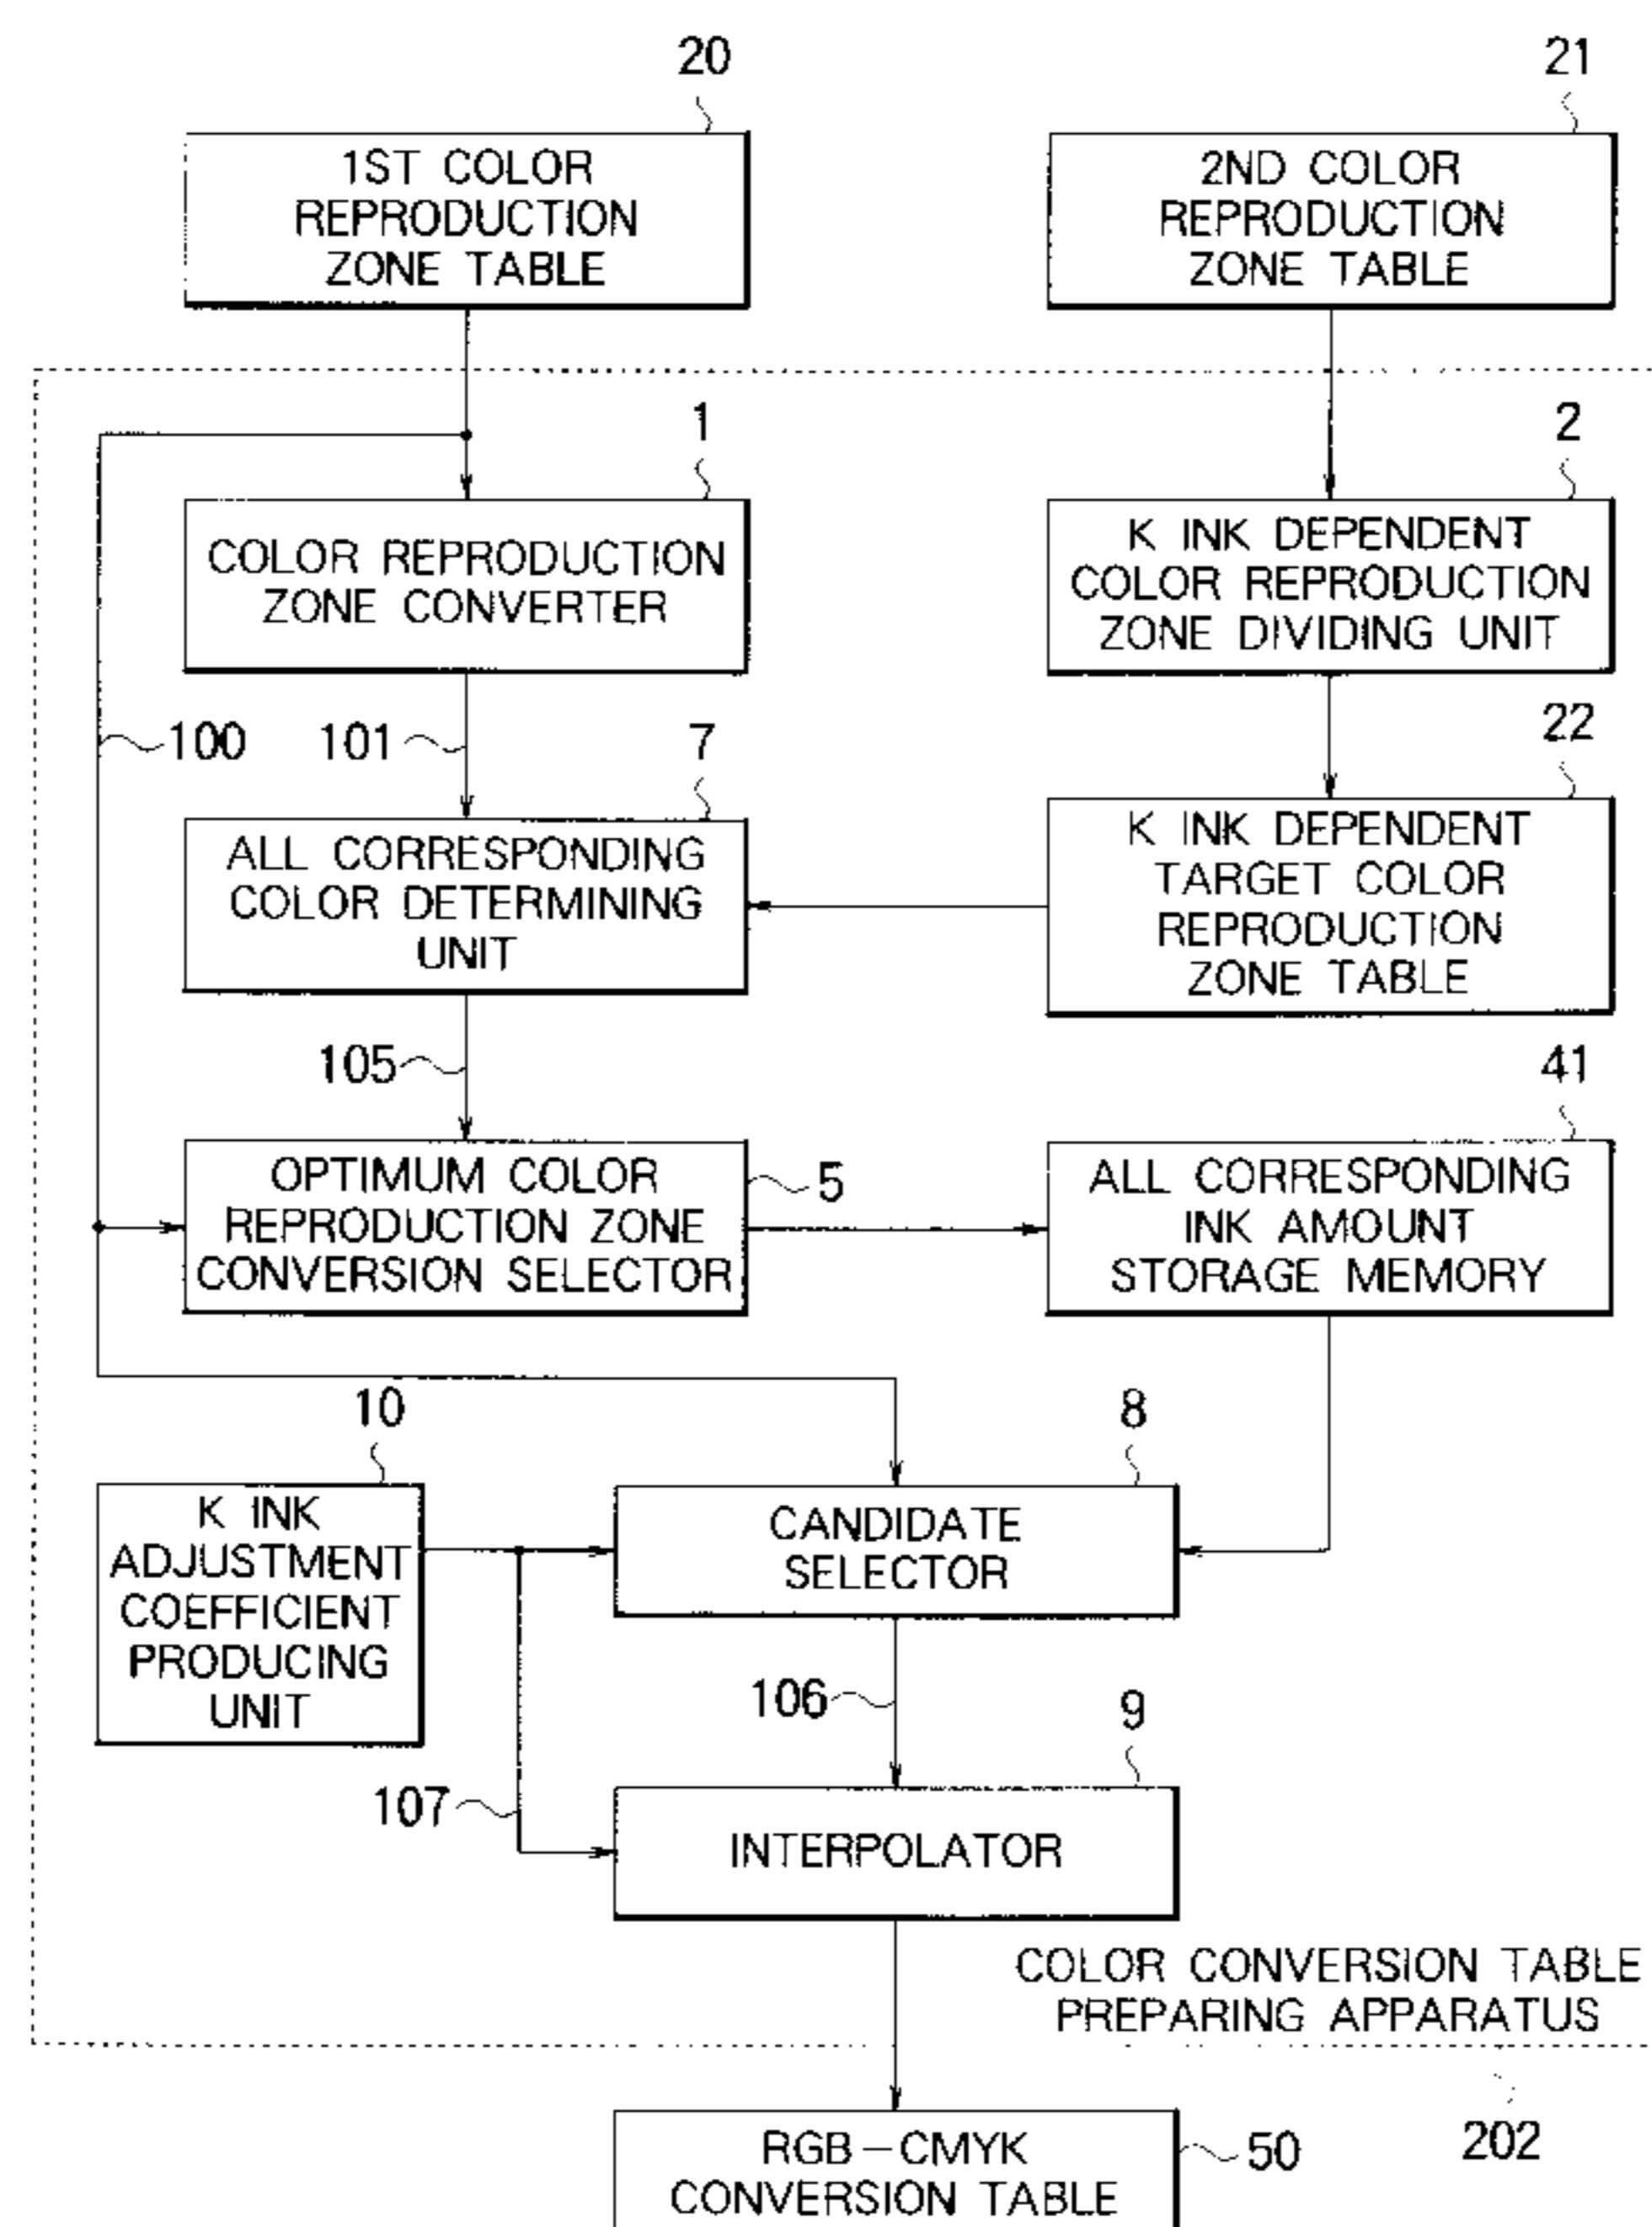 20
21
1ST COLOR
REPRODUCTION
ZONE TABLE
2ND COLOR
REPRODUCTION
ZONE TABLE
1
2
COLOR REPRODUCTION
ZONE CONVERTER
K INK DEPENDENT
COLOR REPRODUCTION
ZONE DIVIDING UNIT
100
101
7
22
ALL CORRESPONDING
COLOR DETERMINING
UNIT
K INK DEPENDENT
TARGET COLOR
REPRODUCTION
ZONE TABLE
105
41
OPTIMUM COLOR
REPRODUCTION ZONE
CONVERSION SELECTOR
5
ALL CORRESPONDING
INK AMOUNT
STORAGE MEMORY
10
8
K INK
ADJUSTMENT
COEFFICIENT
PRODUCING
UNIT
CANDIDATE
SELECTOR
106
9
107
INTERPOLATOR
COLOR CONVERSION TABLE
PREPARING APPARATUS
202
RGB-CMYK
CONVERSION TABLE
50